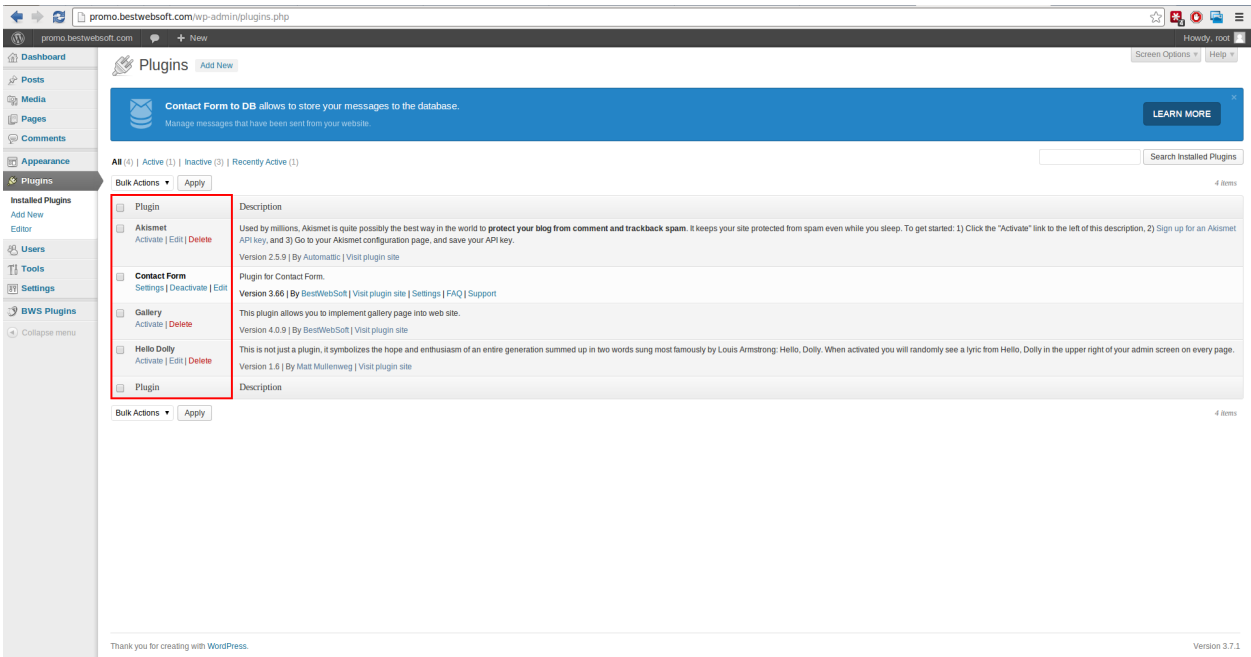 promo.bestwebsoft.com/wp-admin/plugins.php
promo.bestwebsoft.com + New Howdy, root
Screen Options ▼ Help ▼
Dashboard
Posts
Media
Pages
Comments
Appearance
Plugins
Installed Plugins
Add New
Editor
Users
Tools
Settings
BWS Plugins
Collapse menu
Plugins Add New
Contact Form to DB allows to store your messages to the database.
Manage messages that have been sent from your website.
LEARN MORE
×
All (4) | Active (1) | Inactive (3) | Recently Active (1)
Search Installed Plugins
Bulk Actions ▼ Apply
4 items
Plugin Description
Akismet
Activate | Edit | Delete
Used by millions, Akismet is quite possibly the best way in the world to protect your blog from comment and trackback spam. It keeps your site protected from spam even while you sleep. To get started: 1) Click the "Activate" link to the left of this description, 2) Sign up for an Akismet
API key, and 3) Go to your Akismet configuration page, and save your API key.
Version 2.5.9 | By Automattic | Visit plugin site
Contact Form
Settings | Deactivate | Edit
Plugin for Contact Form.
Version 3.66 | By BestWebSoft | Visit plugin site | Settings | FAQ | Support
Gallery
Activate | Delete
This plugin allows you to implement gallery page into web site.
Version 4.0.9 | By BestWebSoft | Visit plugin site
Hello Dolly
Activate | Edit | Delete
This is not just a plugin, it symbolizes the hope and enthusiasm of an entire generation summed up in two words sung most famously by Louis Armstrong: Hello, Dolly. When activated you will randomly see a lyric from Hello, Dolly in the upper right of your admin screen on every page.
Version 1.6 | By Matt Mullenweg | Visit plugin site
Plugin Description
Bulk Actions ▼ Apply
4 items
Thank you for creating with WordPress.
Version 3.7.1